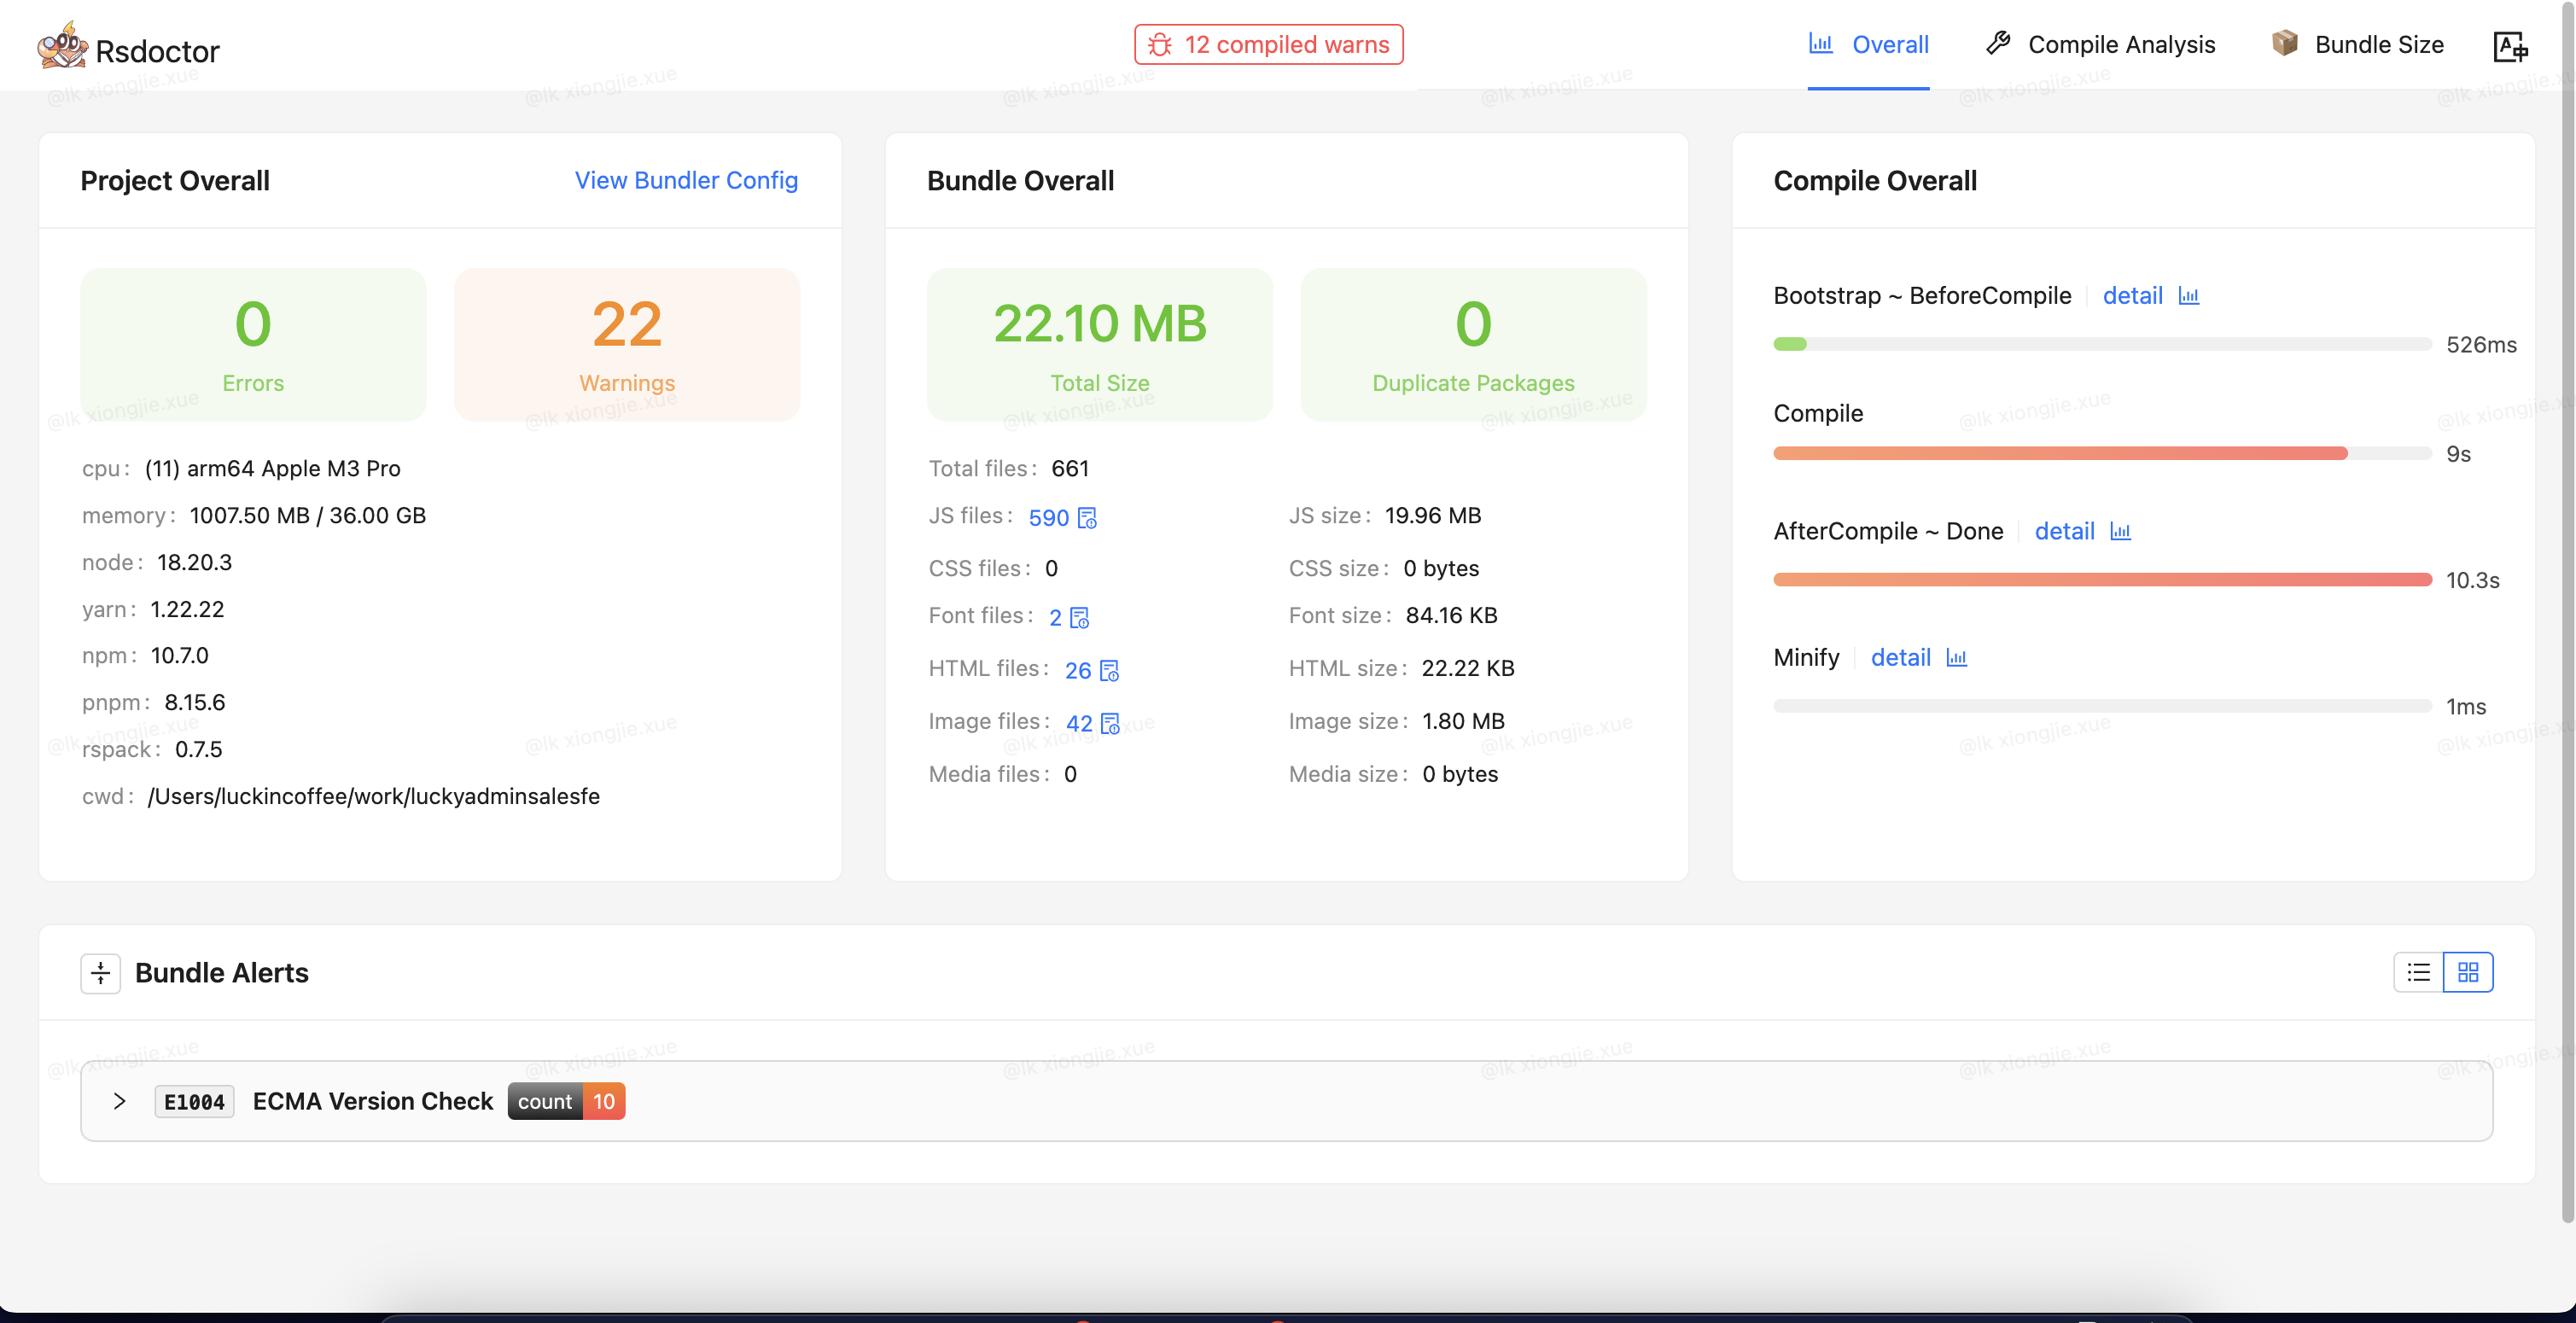 Rsdoctor
12 compiled warns
Overall
Compile Analysis
Bundle Size
Project Overall
View Bundler Config
0
Errors
22
Warnings
cpu: (11) arm64 Apple M3 Pro
memory: 1007.50 MB / 36.00 GB
node: 18.20.3
yarn: 1.22.22
npm: 10.7.0
pnpm: 8.15.6
rspack: 0.7.5
cwd: /Users/luckincoffee/work/luckyadminsalesfe
Bundle Overall
22.10 MB
Total Size
0
Duplicate Packages
Total files: 661
JS files: 590
JS size: 19.96 MB
CSS files: 0
CSS size: 0 bytes
Font files: 2
Font size: 84.16 KB
HTML files: 26
HTML size: 22.22 KB
Image files: 42
Image size: 1.80 MB
Media files: 0
Media size: 0 bytes
Compile Overall
Bootstrap ~ BeforeCompile detail
526ms
Compile
9s
AfterCompile ~ Done detail
10.3s
Minify detail
1ms
Bundle Alerts
E1004 ECMA Version Check count 10
@lk xiongjie.xue